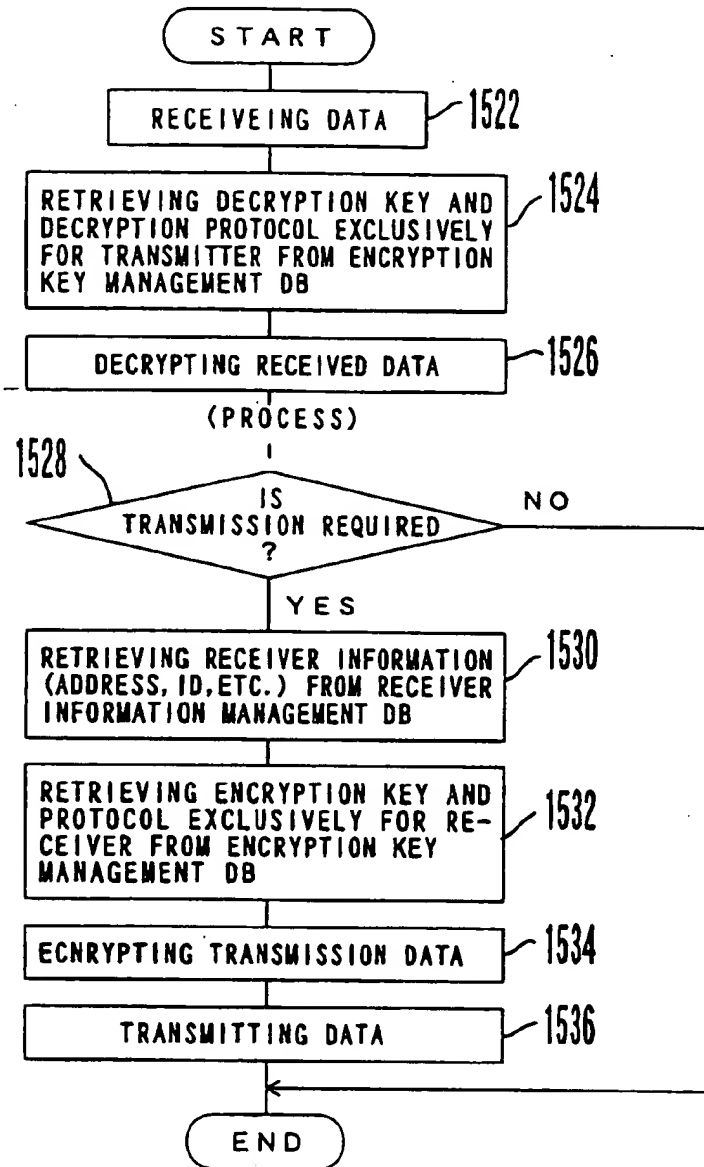 START
RECEIVEING DATA
1522
RETRIEVING DECRYPTION KEY AND
DECRYPTION PROTOCOL EXCLUSIVELY
FOR TRANSMITTER FROM ENCRYPTION
KEY MANAGEMENT DB
1524
DECRYPTING RECEIVED DATA
1526
(PROCESS)
1528
IS
TRANSMISSION REQUIRED
?
NO
YES
RETRIEVING RECEIVER INFORMATION
(ADDRESS, ID, ETC.) FROM RECEIVER
INFORMATION MANAGEMENT DB
1530
RETRIEVING ENCRYPTION KEY AND
PROTOCOL EXCLUSIVELY FOR RE-
CEIVER FROM ENCRYPTION KEY
MANAGEMENT DB
1532
ECNRYPTING TRANSMISSION DATA
1534
TRANSMITTING DATA
1536
END